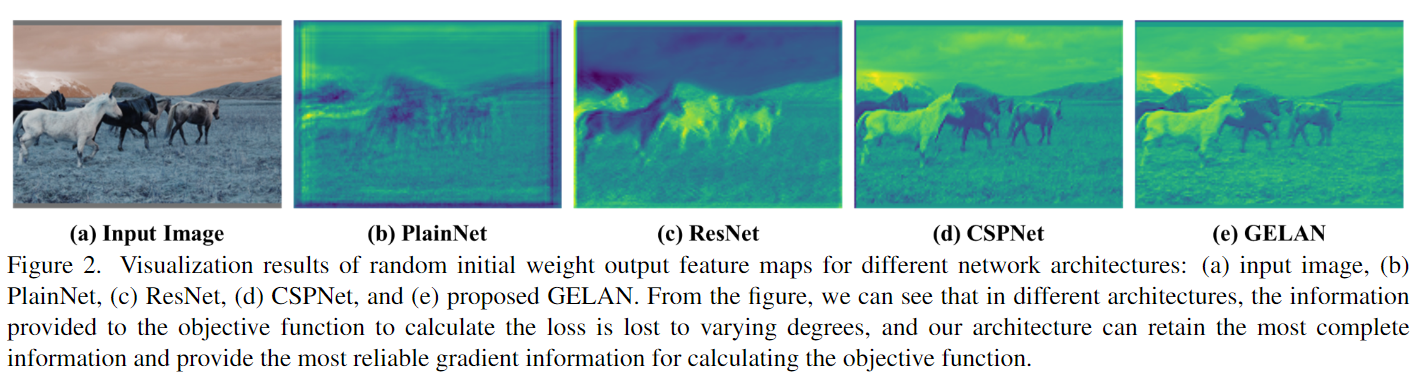 (a) Input Image (b) PlainNet (c) ResNet (d) CSPNet (e) GELAN
Figure 2. Visualization results of random initial weight output feature maps for different network architectures: (a) input image, (b)
PlainNet, (c) ResNet, (d) CSPNet, and (e) proposed GELAN. From the figure, we can see that in different architectures, the information
provided to the objective function to calculate the loss is lost to varying degrees, and our architecture can retain the most complete
information and provide the most reliable gradient information for calculating the objective function.